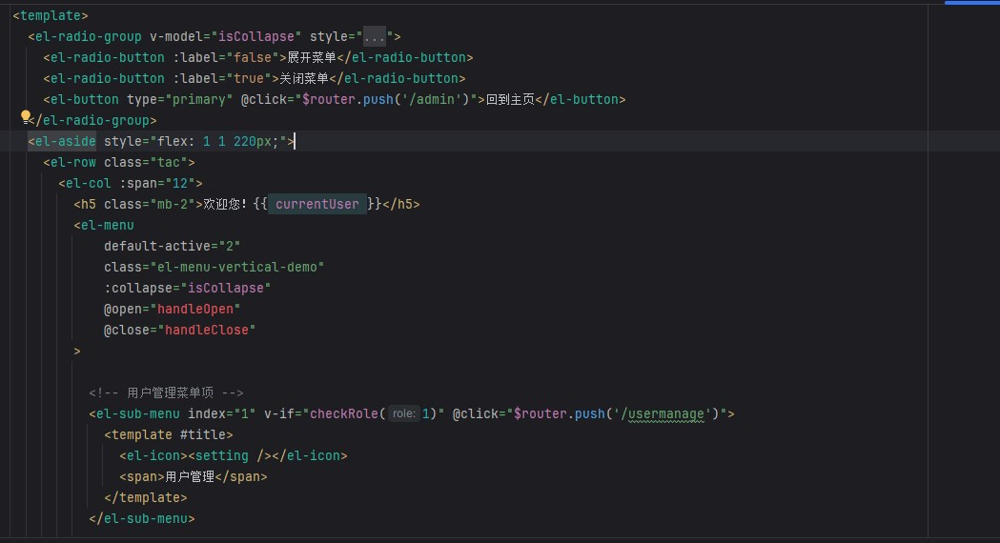 <template>
<el-radio-group v-model="isCollapse" style="...">
<el-radio-button :label="false">展开菜单</el-radio-button>
<el-radio-button :label="true">关闭菜单</el-radio-button>
<el-button type="primary" @click="$router.push('/admin')">回到主页</el-button>
</el-radio-group>
<el-aside style="flex: 1 1 220px;">
<el-row class="tac">
<el-col :span="12">
<h5 class="mb-2">欢迎您! {{ currentUser }}</h5>
<el-menu
default-active="2"
class="el-menu-vertical-demo"
:collapse="isCollapse"
@open="handleOpen"
@close="handleClose"
>
<!-- 用户管理菜单项 -->
<el-sub-menu index="1" v-if="checkRole( role: 1)" @click="$router.push('/usermanage')">
<template #title>
<el-icon><setting /></el-icon>
<span>用户管理</span>
</template>
</el-sub-menu>